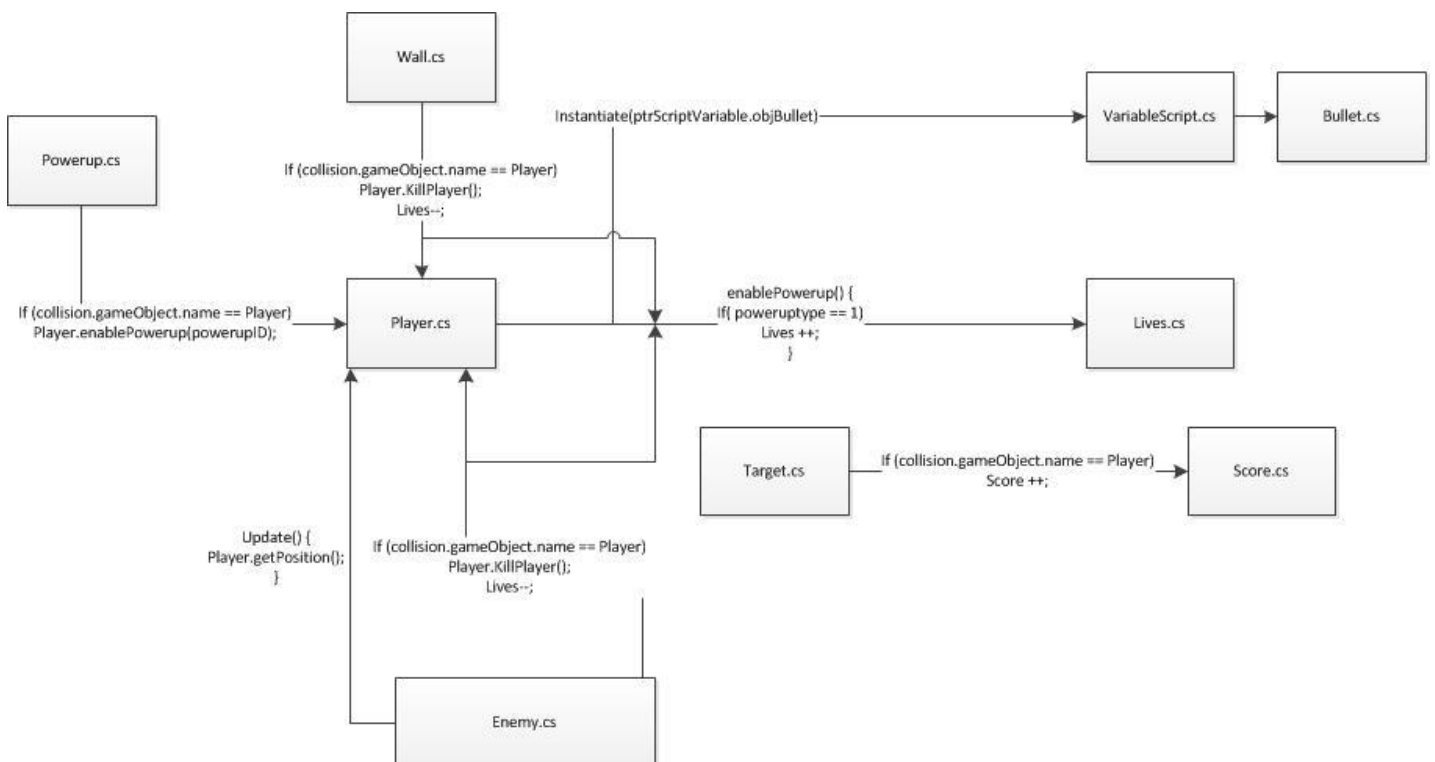 Wall.cs
Instantiate(ptrScriptVariable.objBullet)
VariableScript.cs
Bullet.cs
Powerup.cs
If (collision.gameObject.name == Player)
Player.KillPlayer();
Lives--;
If (collision.gameObject.name == Player)
Player.enablePowerup(powerupID);
Player.cs
enablePowerup() {
If( poweruptype == 1)
Lives ++;
}
Lives.cs
Target.cs
If (collision.gameObject.name == Player)
Score ++;
Score.cs
Update() {
Player.getPosition();
}
If (collision.gameObject.name == Player)
Player.KillPlayer();
Lives--;
Enemy.cs